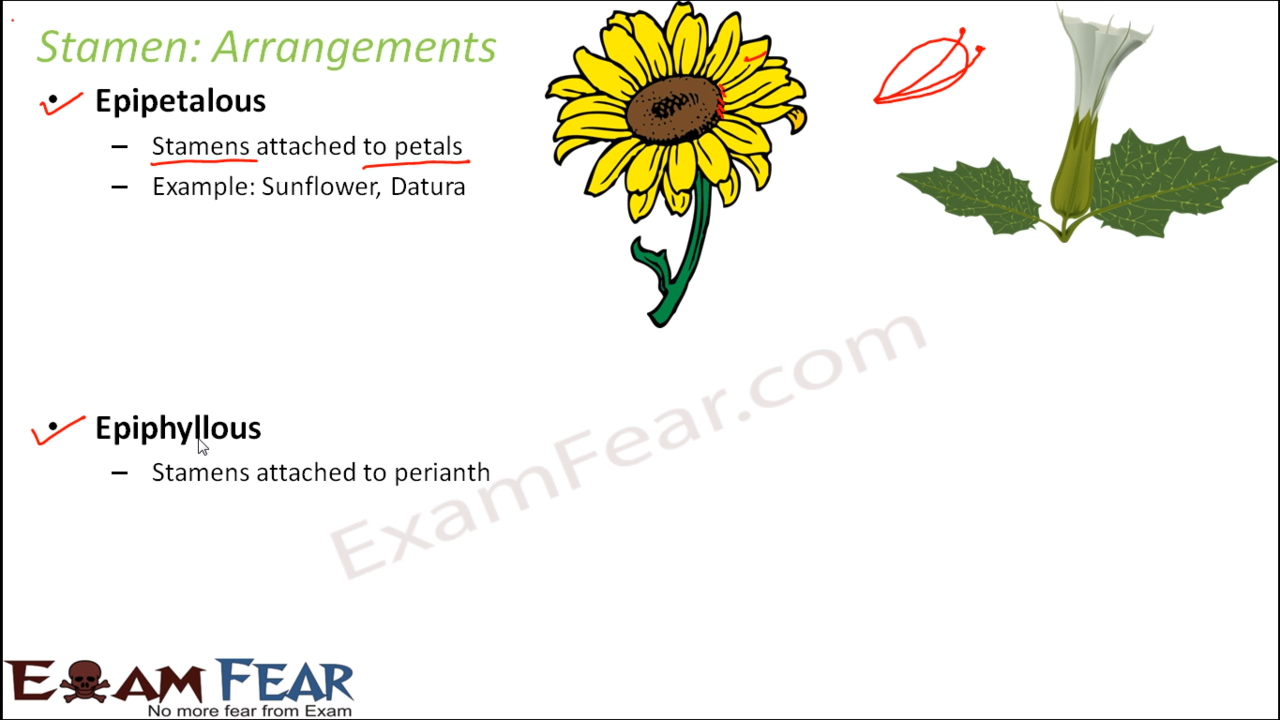 Stamen: Arrangements
• Epipetalous
– Stamens attached to petals
– Example: Sunflower, Datura
• Epiphyllous
– Stamens attached to perianth
ExamFear.com
EXAM FEAR
No more fear from Exam